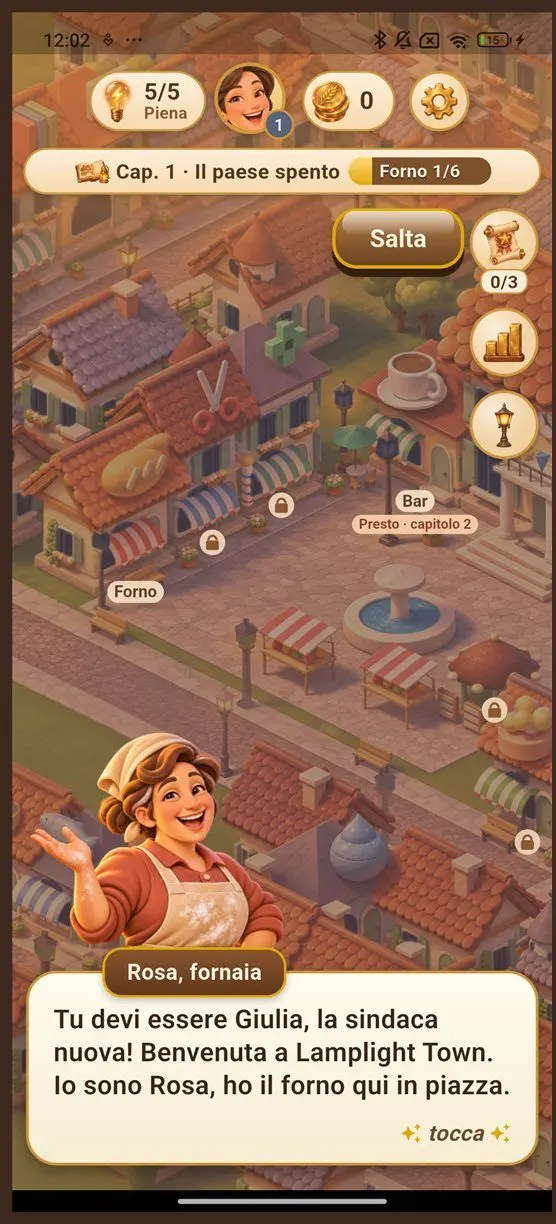 12:02
15
5/5
Piena
1
0
Cap. 1 · Il paese spento
Forno 1/6
Salta
0/3
Bar
Presto · capitolo 2
Forno
Rosa, fornaia
Tu devi essere Giulia, la sindaca
nuova! Benvenuta a Lamplight Town.
Io sono Rosa, ho il forno qui in piazza.
tocca